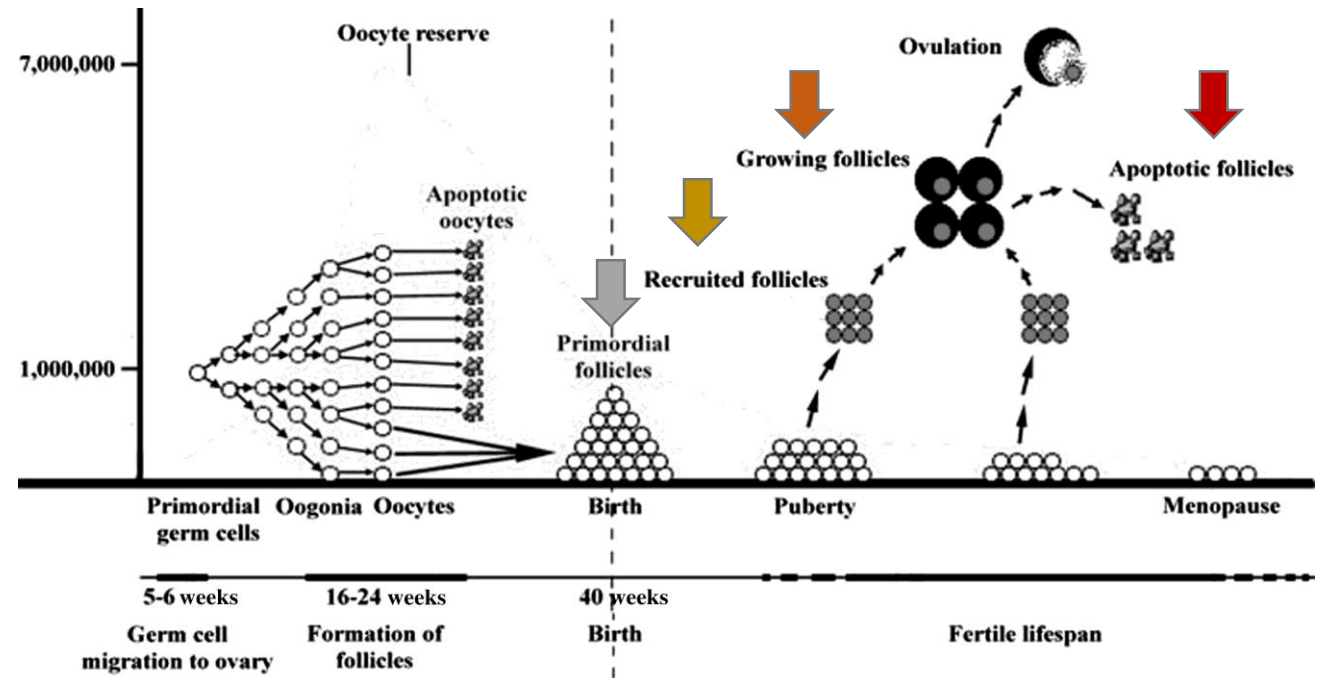 Oocyte reserve
7,000,000
Ovulation
Growing follicles
Apoptotic follicles
Apoptotic
oocytes
Recruited follicles
Primordial
follicles
1,000,000
Primordial
germ cells
Oogonia
Oocytes
Birth
Puberty
Menopause
5-6 weeks
16-24 weeks
40 weeks
Germ cell
migration to ovary
Formation of
follicles
Birth
Fertile lifespan